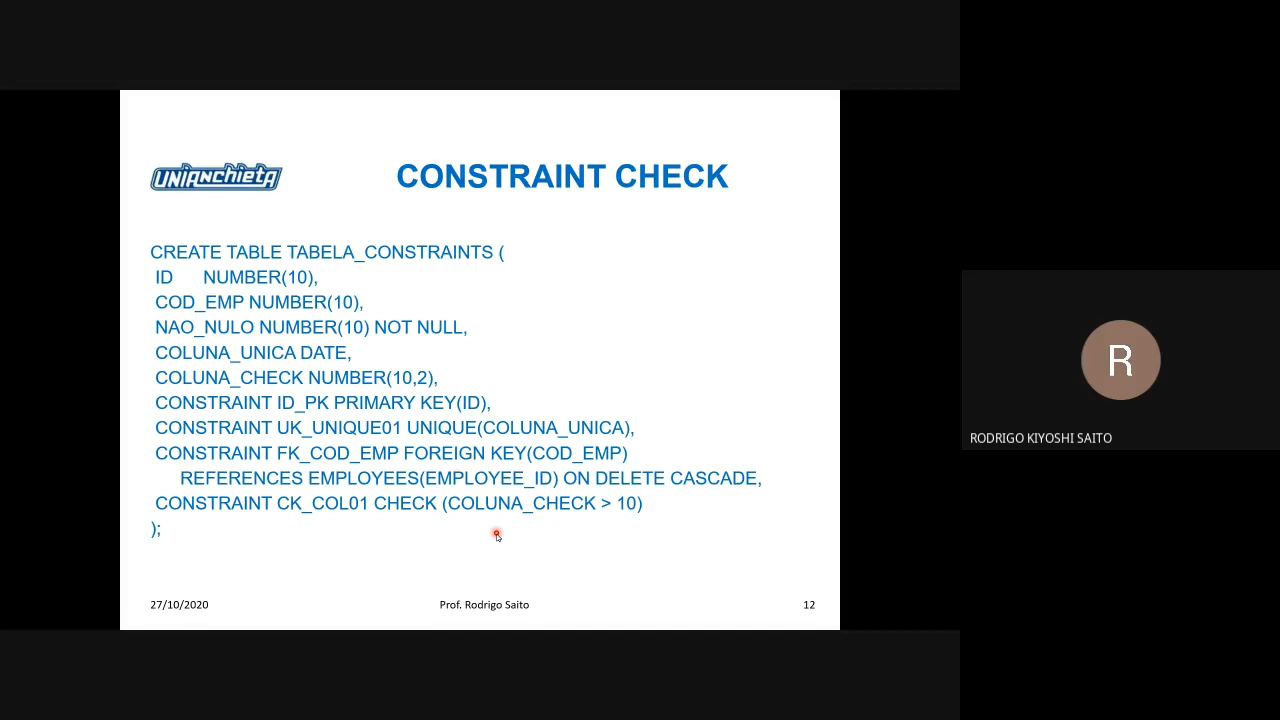 UNIANCHIETA
CONSTRAINT CHECK
CREATE TABLE TABELA_CONSTRAINTS (
ID NUMBER(10),
COD_EMP NUMBER(10),
NAO_NULO NUMBER(10) NOT NULL,
COLUNA_UNICA DATE,
COLUNA_CHECK NUMBER(10,2),
CONSTRAINT ID_PK PRIMARY KEY(ID),
CONSTRAINT UK_UNIQUE01 UNIQUE(COLUNA_UNICA),
CONSTRAINT FK_COD_EMP FOREIGN KEY(COD_EMP)
REFERENCES EMPLOYEES(EMPLOYEE_ID) ON DELETE CASCADE,
CONSTRAINT CK_COL01 CHECK (COLUNA_CHECK > 10)
);
27/10/2020 Prof. Rodrigo Saito 12
R
RODRIGO KIYOSHI SAITO